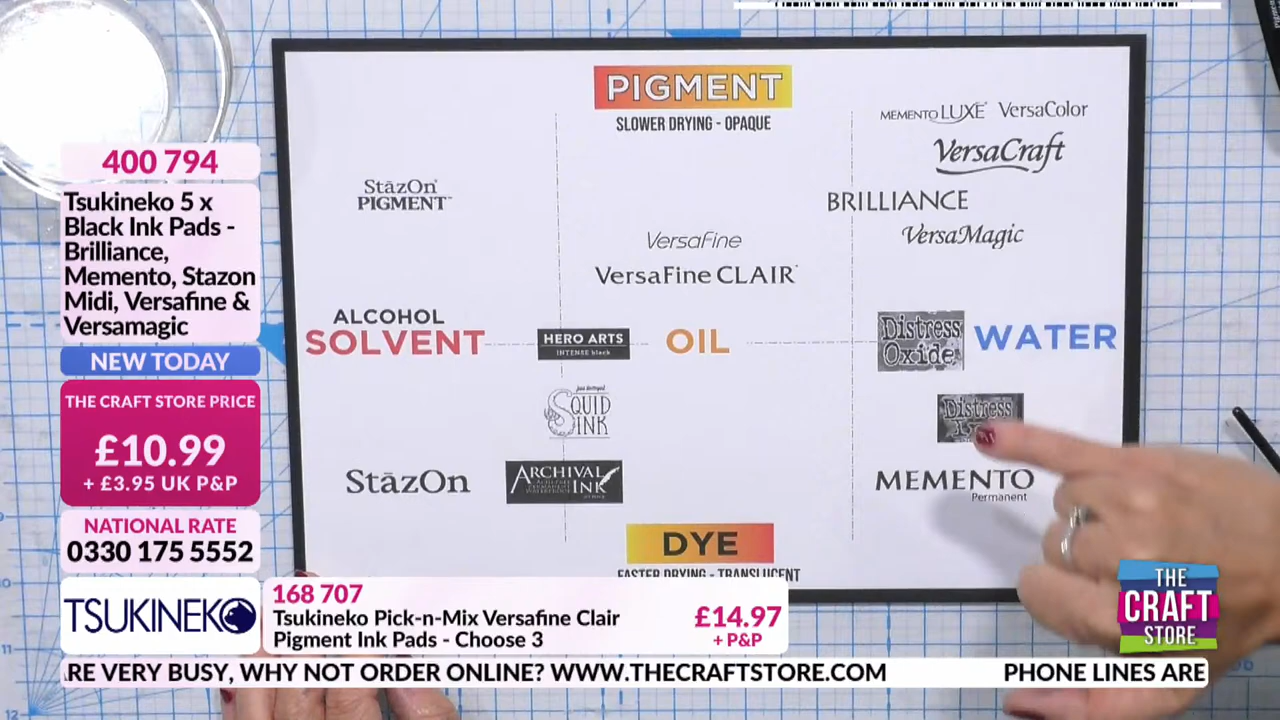 PIGMENT
SLOWER DRYING - OPAQUE
MEMENTO LUXE VersaColor
VersaCraft
StāzOn
PIGMENT™
BRILLIANCE
VersaMagic
VersaFine
VersaFine CLAIR
ALCOHOL
SOLVENT
HERO ARTS
INTENSE black
OIL
Distress
Oxide
WATER
SQUID
INK
Distress
StāzOn
ARCHIVAL
INK
MEMENTO
Permanent
DYE
FASTER DRYING - TRANSLUCENT
400 794
Tsukineko 5 x
Black Ink Pads -
Brilliance,
Memento, Stazon
Midi, Versafine &
Versamagic
NEW TODAY
THE CRAFT STORE PRICE
£10.99
+ £3.95 UK P&P
NATIONAL RATE
0330 175 5552
TSUKINEKO
168 707
Tsukineko Pick-n-Mix Versafine Clair
Pigment Ink Pads - Choose 3
£14.97
+ P&P
THE
CRAFT
STORE
RE VERY BUSY, WHY NOT ORDER ONLINE? WWW.THECRAFTSTORE.COM PHONE LINES ARE